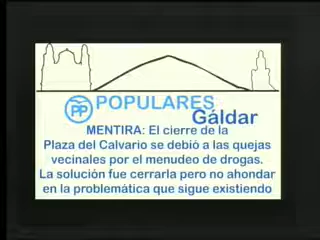 PP POPULARES
Gáldar
MENTIRA: El cierre de la
Plaza del Calvario se debió a las quejas
vecinales por el menudeo de drogas.
La solución fue cerrarla pero no ahondar
en la problemática que sigue existiendo